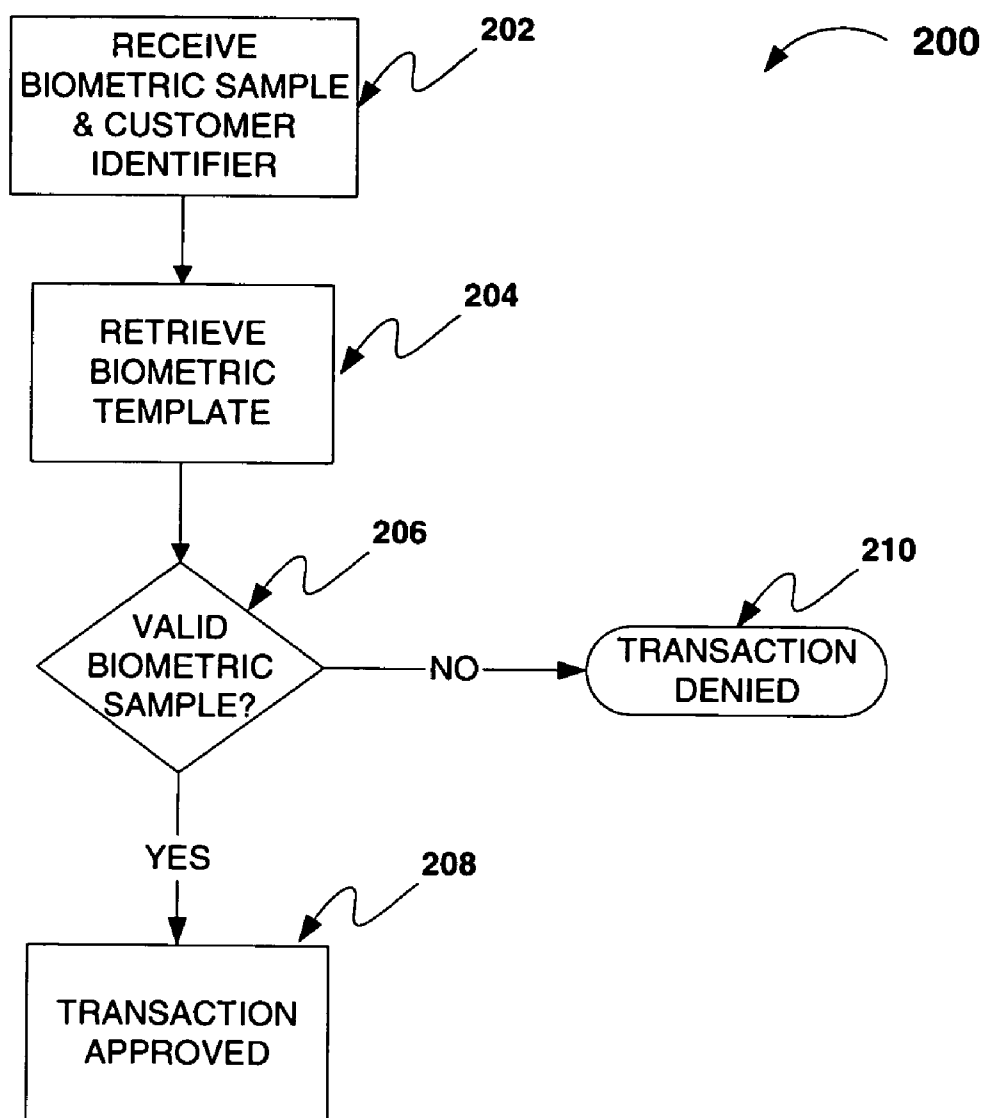 200
202
RECEIVE
BIOMETRIC SAMPLE
& CUSTOMER
IDENTIFIER
204
RETRIEVE
BIOMETRIC
TEMPLATE
206
VALID
BIOMETRIC
SAMPLE?
NO
210
TRANSACTION
DENIED
YES
208
TRANSACTION
APPROVED